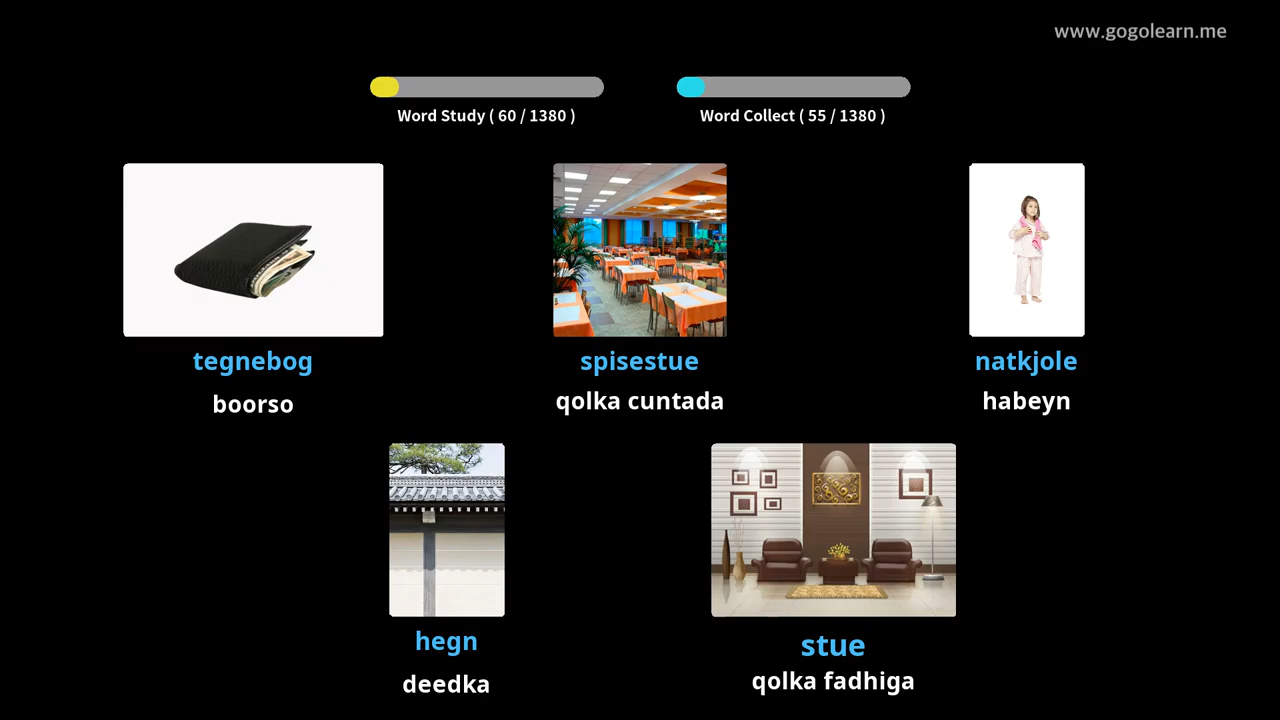 www.gogolearn.me
Word Study ( 60 / 1380 )
Word Collect ( 55 / 1380 )
tegnebog
boorso
spisestue
qolka cuntada
natkjole
habeyn
hegn
deedka
stue
qolka fadhiga